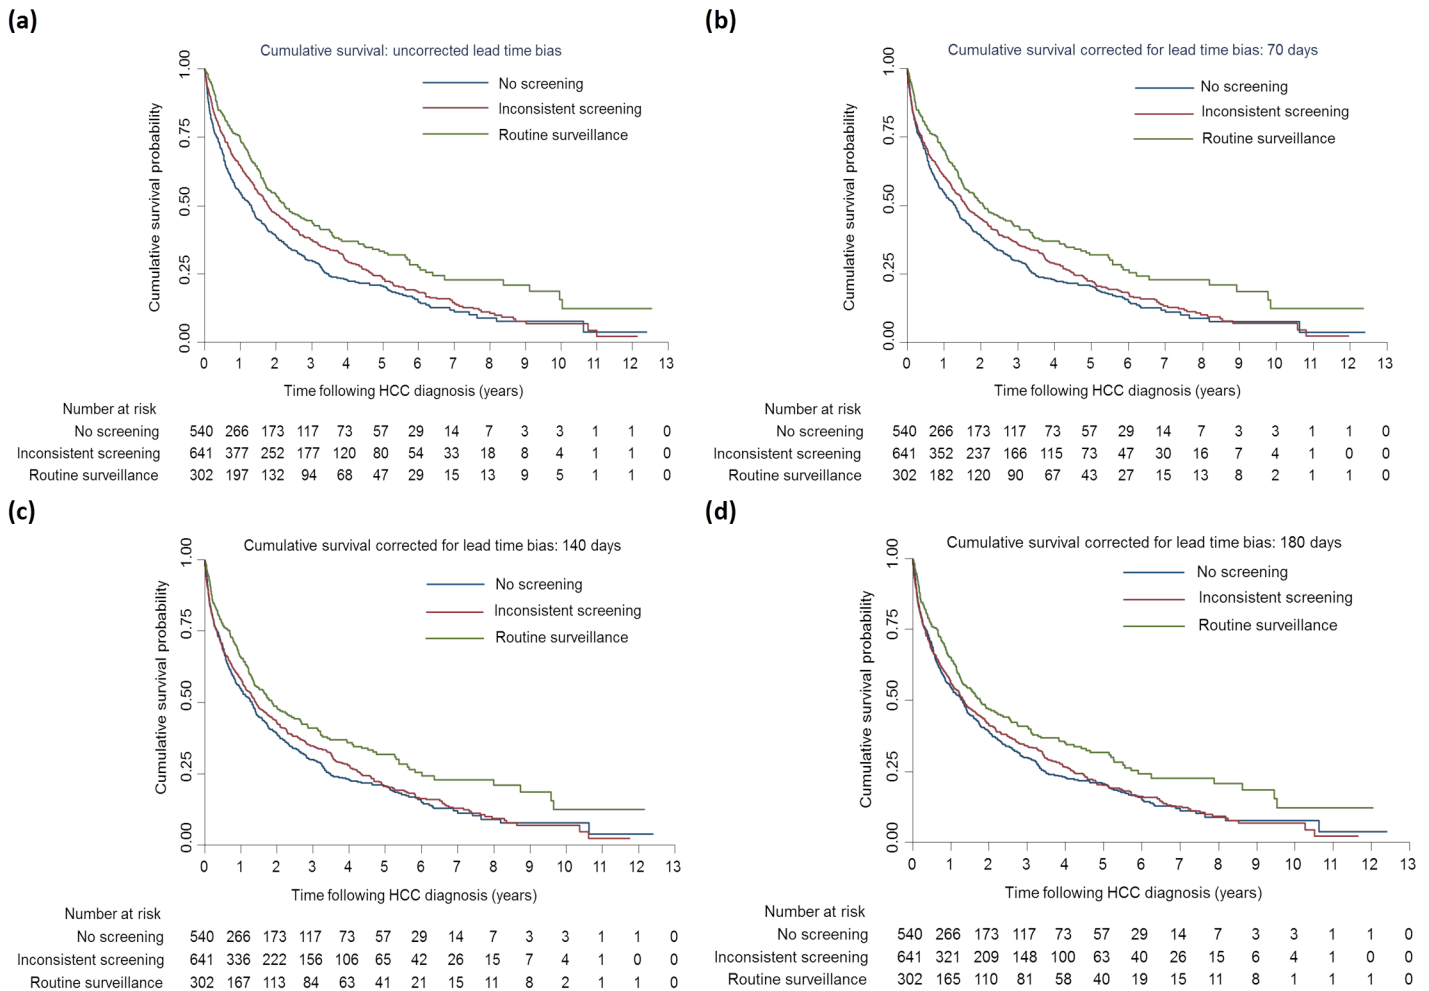 (a)
Cumulative survival: uncorrected lead time bias
No screening
Inconsistent screening
Routine surveillance
Cumulative survival probability
1.00
0.75
0.50
0.25
0.00
0 1 2 3 4 5 6 7 8 9 10 11 12 13
Time following HCC diagnosis (years)
Number at risk
No screening 540 266 173 117 73 57 29 14 7 3 3 1 1 0
Inconsistent screening 641 377 252 177 120 80 54 33 18 8 4 1 1 0
Routine surveillance 302 197 132 94 68 47 29 15 13 9 5 1 1 0
(b)
Cumulative survival corrected for lead time bias: 70 days
No screening
Inconsistent screening
Routine surveillance
Cumulative survival probability
1.00
0.75
0.50
0.25
0.00
0 1 2 3 4 5 6 7 8 9 10 11 12 13
Time following HCC diagnosis (years)
Number at risk
No screening 540 266 173 117 73 57 29 14 7 3 3 1 1 0
Inconsistent screening 641 352 237 166 115 73 47 30 16 7 4 1 0 0
Routine surveillance 302 182 120 90 67 43 27 15 13 8 2 1 1 0
(c)
Cumulative survival corrected for lead time bias: 140 days
No screening
Inconsistent screening
Routine surveillance
Cumulative survival probability
1.00
0.75
0.50
0.25
0.00
0 1 2 3 4 5 6 7 8 9 10 11 12 13
Time following HCC diagnosis (years)
Number at risk
No screening 540 266 173 117 73 57 29 14 7 3 3 1 1 0
Inconsistent screening 641 336 222 156 106 65 42 26 15 7 4 1 0 0
Routine surveillance 302 167 113 84 63 41 21 15 11 8 2 1 1 0
(d)
Cumulative survival corrected for lead time bias: 180 days
No screening
Inconsistent screening
Routine surveillance
Cumulative survival probability
1.00
0.75
0.50
0.25
0.00
0 1 2 3 4 5 6 7 8 9 10 11 12 13
Time following HCC diagnosis (years)
Number at risk
No screening 540 266 173 117 73 57 29 14 7 3 3 1 1 0
Inconsistent screening 641 321 209 148 100 63 40 26 15 6 4 1 0 0
Routine surveillance 302 165 110 81 58 40 19 15 11 8 1 1 1 0